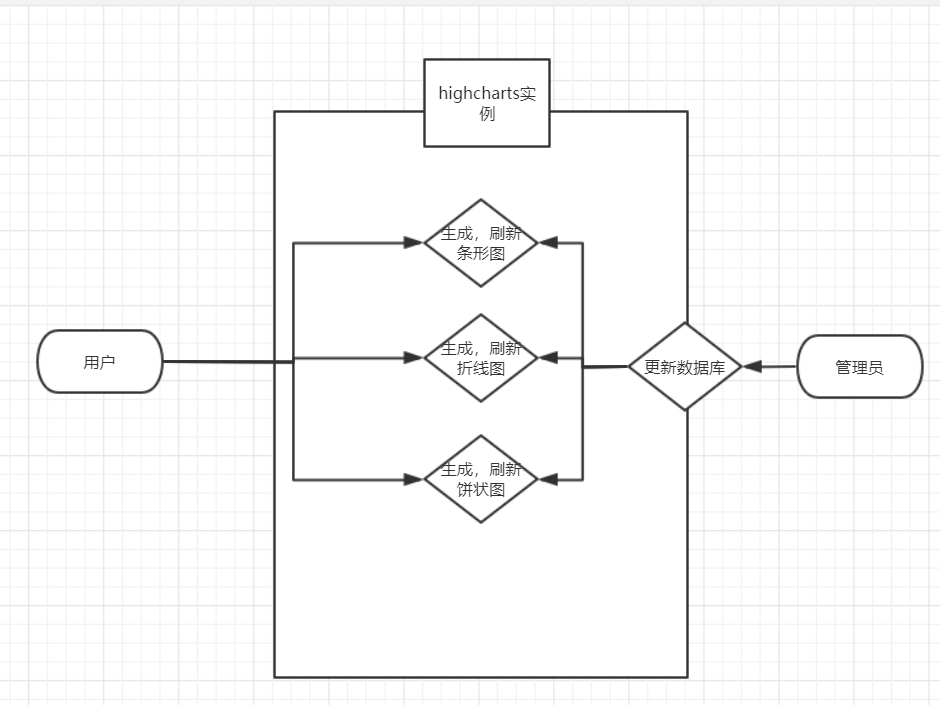 highcharts实
例
生成，刷新
条形图
用户
生成，刷新
折线图
更新数据库
管理员
生成，刷新
饼状图